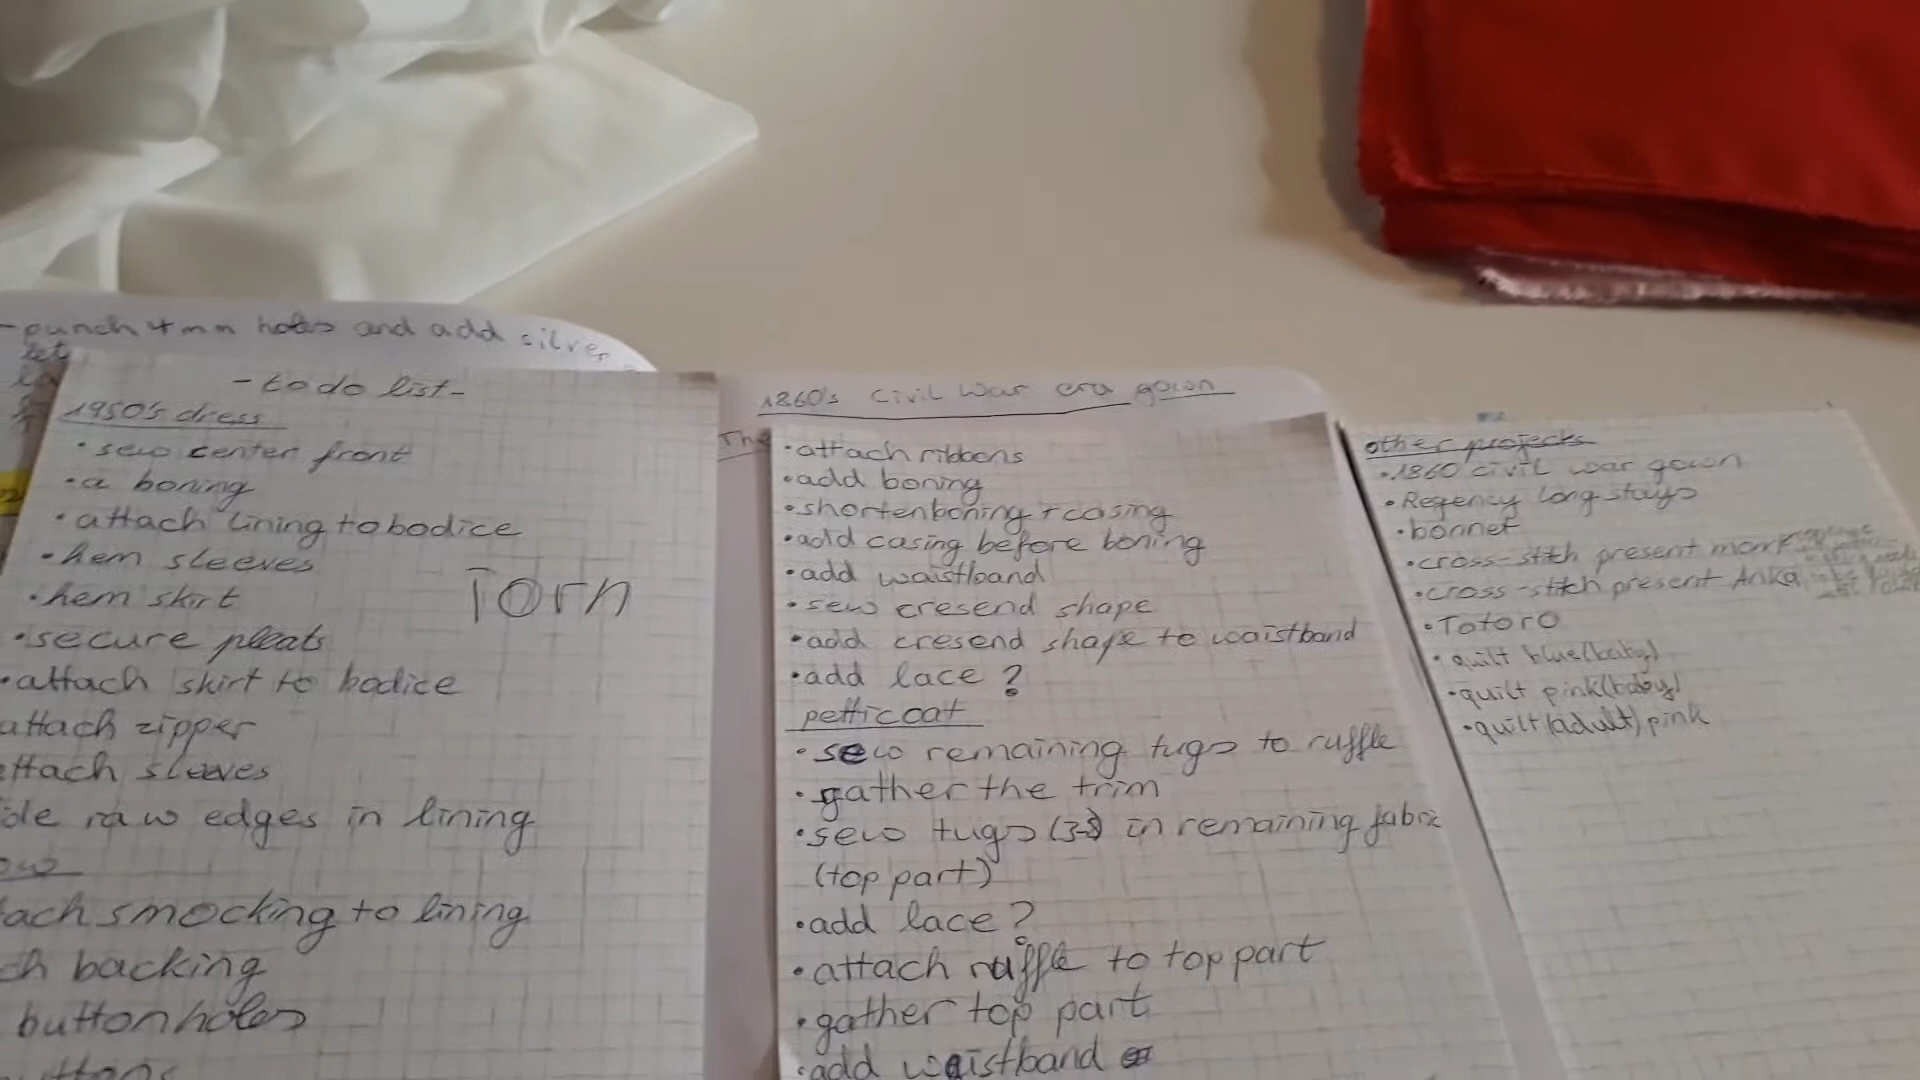 -punch 4mm holes and add silver
let
-to do list-
1950's dress
• sew center front
• a boning
• attach lining to bodice
• hem sleeves
• hem skirt
Torn
• secure pleats
• attach skirt to bodice
attach zipper
attach sleeves
raw edges in lining
smocking to lining
backing
buttonholes
1860's civil war era gown
The
• attach ribbons
• add boning
• shorten boning + casing
• add casing before boning
• add waistband
• sew cresend shape
• add cresend shape to waistband
• add lace ?
petticoat
• sew remaining tugs to ruffle
• gather the trim
• sew tugs in remaining fabric
(top part)
• add lace ?
• attach ruffle to top part
• gather top part
• add waistband
other projects
• 1860 civil war gown
• Regency long stays
• bonnet
• cross-stitch present
• cross-stitch present Anka
• Totoro
• quilt blue (baby)
• quilt pink (baby)
• quilt (adult) pink